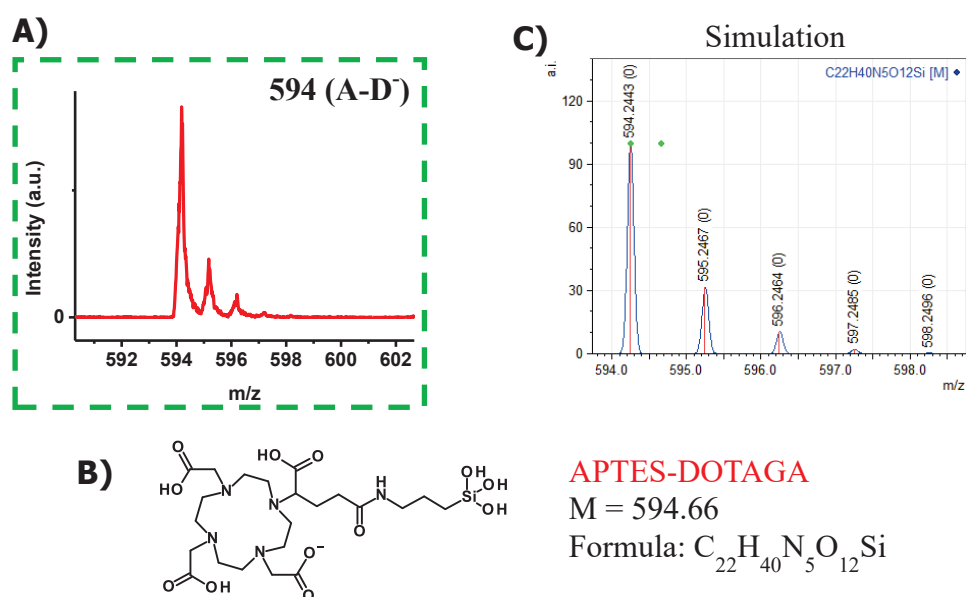 A)
594 (A-D⁻)
Intensity (a.u.)
0
592 594 596 598 600 602
m/z
C)
Simulation
a.i.
C22H40N5O12Si [M]
120
90
60
30
0
594.2443 (0)
595.2467 (0)
596.2464 (0)
597.2485 (0)
598.2496 (0)
594.0 595.0 596.0 597.0 598.0
m/z
B)
O
OH
HO
O
H
N
O
Si
OH
OH
OH
N
N
N
N
O
OH
O
O⁻
APTES-DOTAGA
M = 594.66
Formula: C₂₂H₄₀N₅O₁₂Si